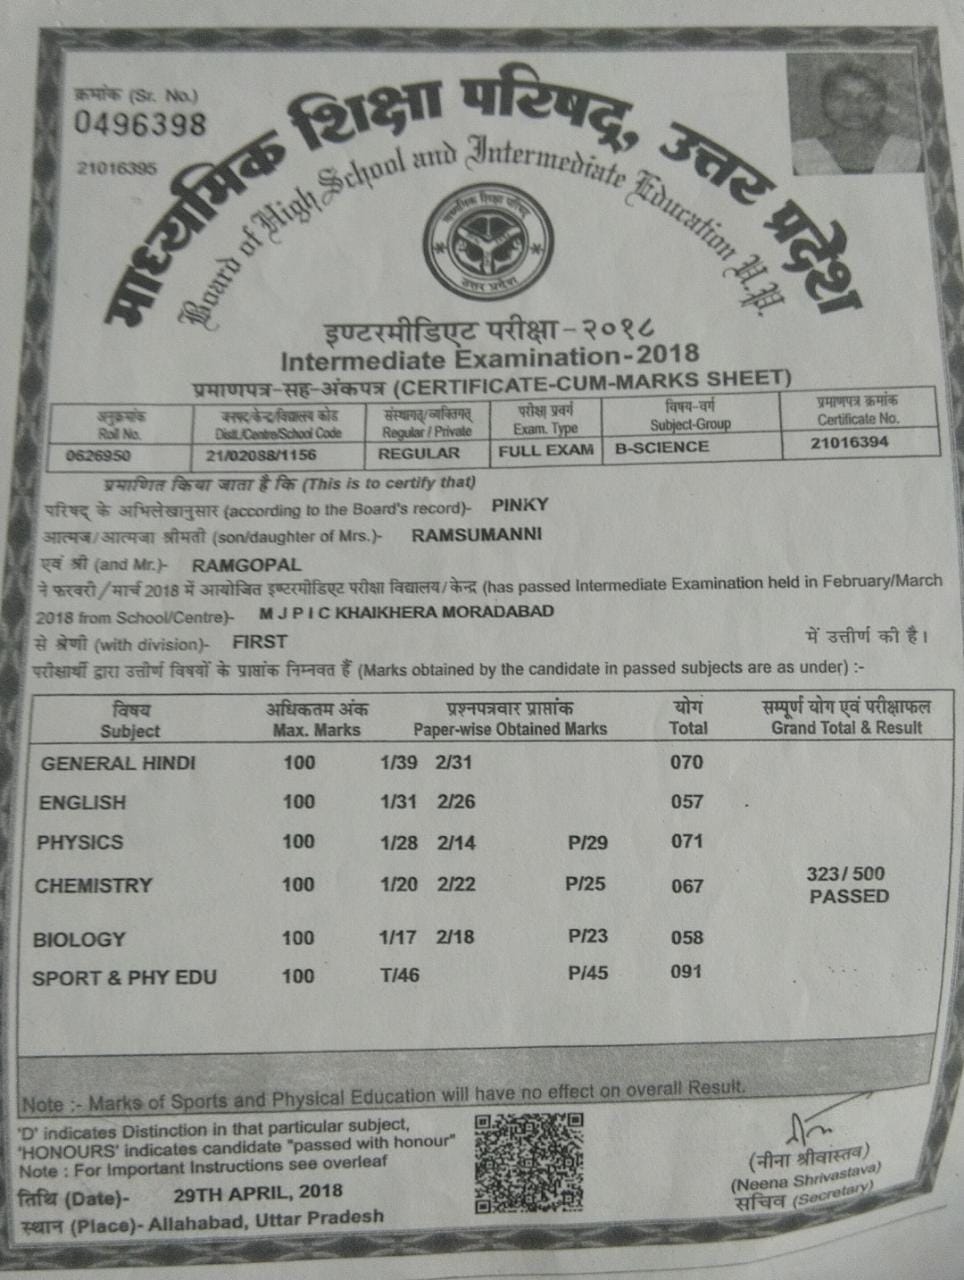 क्रमांक (Sr. No.)
0496398
21016395
माध्यमिक शिक्षा परिषद्, उत्तर प्रदेश
Board of High School and Intermediate Education U.P.
माध्यमिक शिक्षा परिषद्
उत्तर प्रदेश
इण्टरमीडिएट परीक्षा-२०१८
Intermediate Examination-2018
प्रमाणपत्र-सह-अंकपत्र (CERTIFICATE-CUM-MARKS SHEET)
अनुक्रमांक जनपद/केन्द्र/विद्यालय कोड संस्थागत/व्यक्तिगत परीक्षा प्रवर्ग विषय-वर्ग प्रमाणपत्र क्रमांक
Roll No. Distt./Centre/School Code Regular / Private Exam. Type Subject-Group Certificate No.
0626950 21/02088/1156 REGULAR FULL EXAM B-SCIENCE 21016394
प्रमाणित किया जाता है कि (This is to certify that)
परिषद् के अभिलेखानुसार (according to the Board's record)- PINKY
आत्मज/आत्मजा श्रीमती (son/daughter of Mrs.)- RAMSUMANNI
एवं श्री (and Mr.)- RAMGOPAL
ने फरवरी/मार्च 2018 में आयोजित इण्टरमीडिएट परीक्षा विद्यालय/केन्द्र (has passed Intermediate Examination held in February/March
2018 from School/Centre)- M J P I C KHAIKHERA MORADABAD
से श्रेणी (with division)- FIRST में उत्तीर्ण की है।
परीक्षार्थी द्वारा उत्तीर्ण विषयों के प्राप्तांक निम्नवत हैं (Marks obtained by the candidate in passed subjects are as under) :-
विषय अधिकतम अंक प्रश्नपत्रवार प्राप्तांक योग सम्पूर्ण योग एवं परीक्षाफल
Subject Max. Marks Paper-wise Obtained Marks Total Grand Total & Result
GENERAL HINDI 100 1/39 2/31 070
ENGLISH 100 1/31 2/26 057
PHYSICS 100 1/28 2/14 P/29 071
CHEMISTRY 100 1/20 2/22 P/25 067 323/500
PASSED
BIOLOGY 100 1/17 2/18 P/23 058
SPORT & PHY EDU 100 T/46 P/45 091
Note :- Marks of Sports and Physical Education will have no effect on overall Result.
'D' indicates Distinction in that particular subject,
'HONOURS' indicates candidate "passed with honour"
Note : For Important Instructions see overleaf
तिथि (Date)- 29TH APRIL, 2018
स्थान (Place)- Allahabad, Uttar Pradesh
(नीना श्रीवास्तव)
(Neena Shrivastava)
सचिव (Secretary)